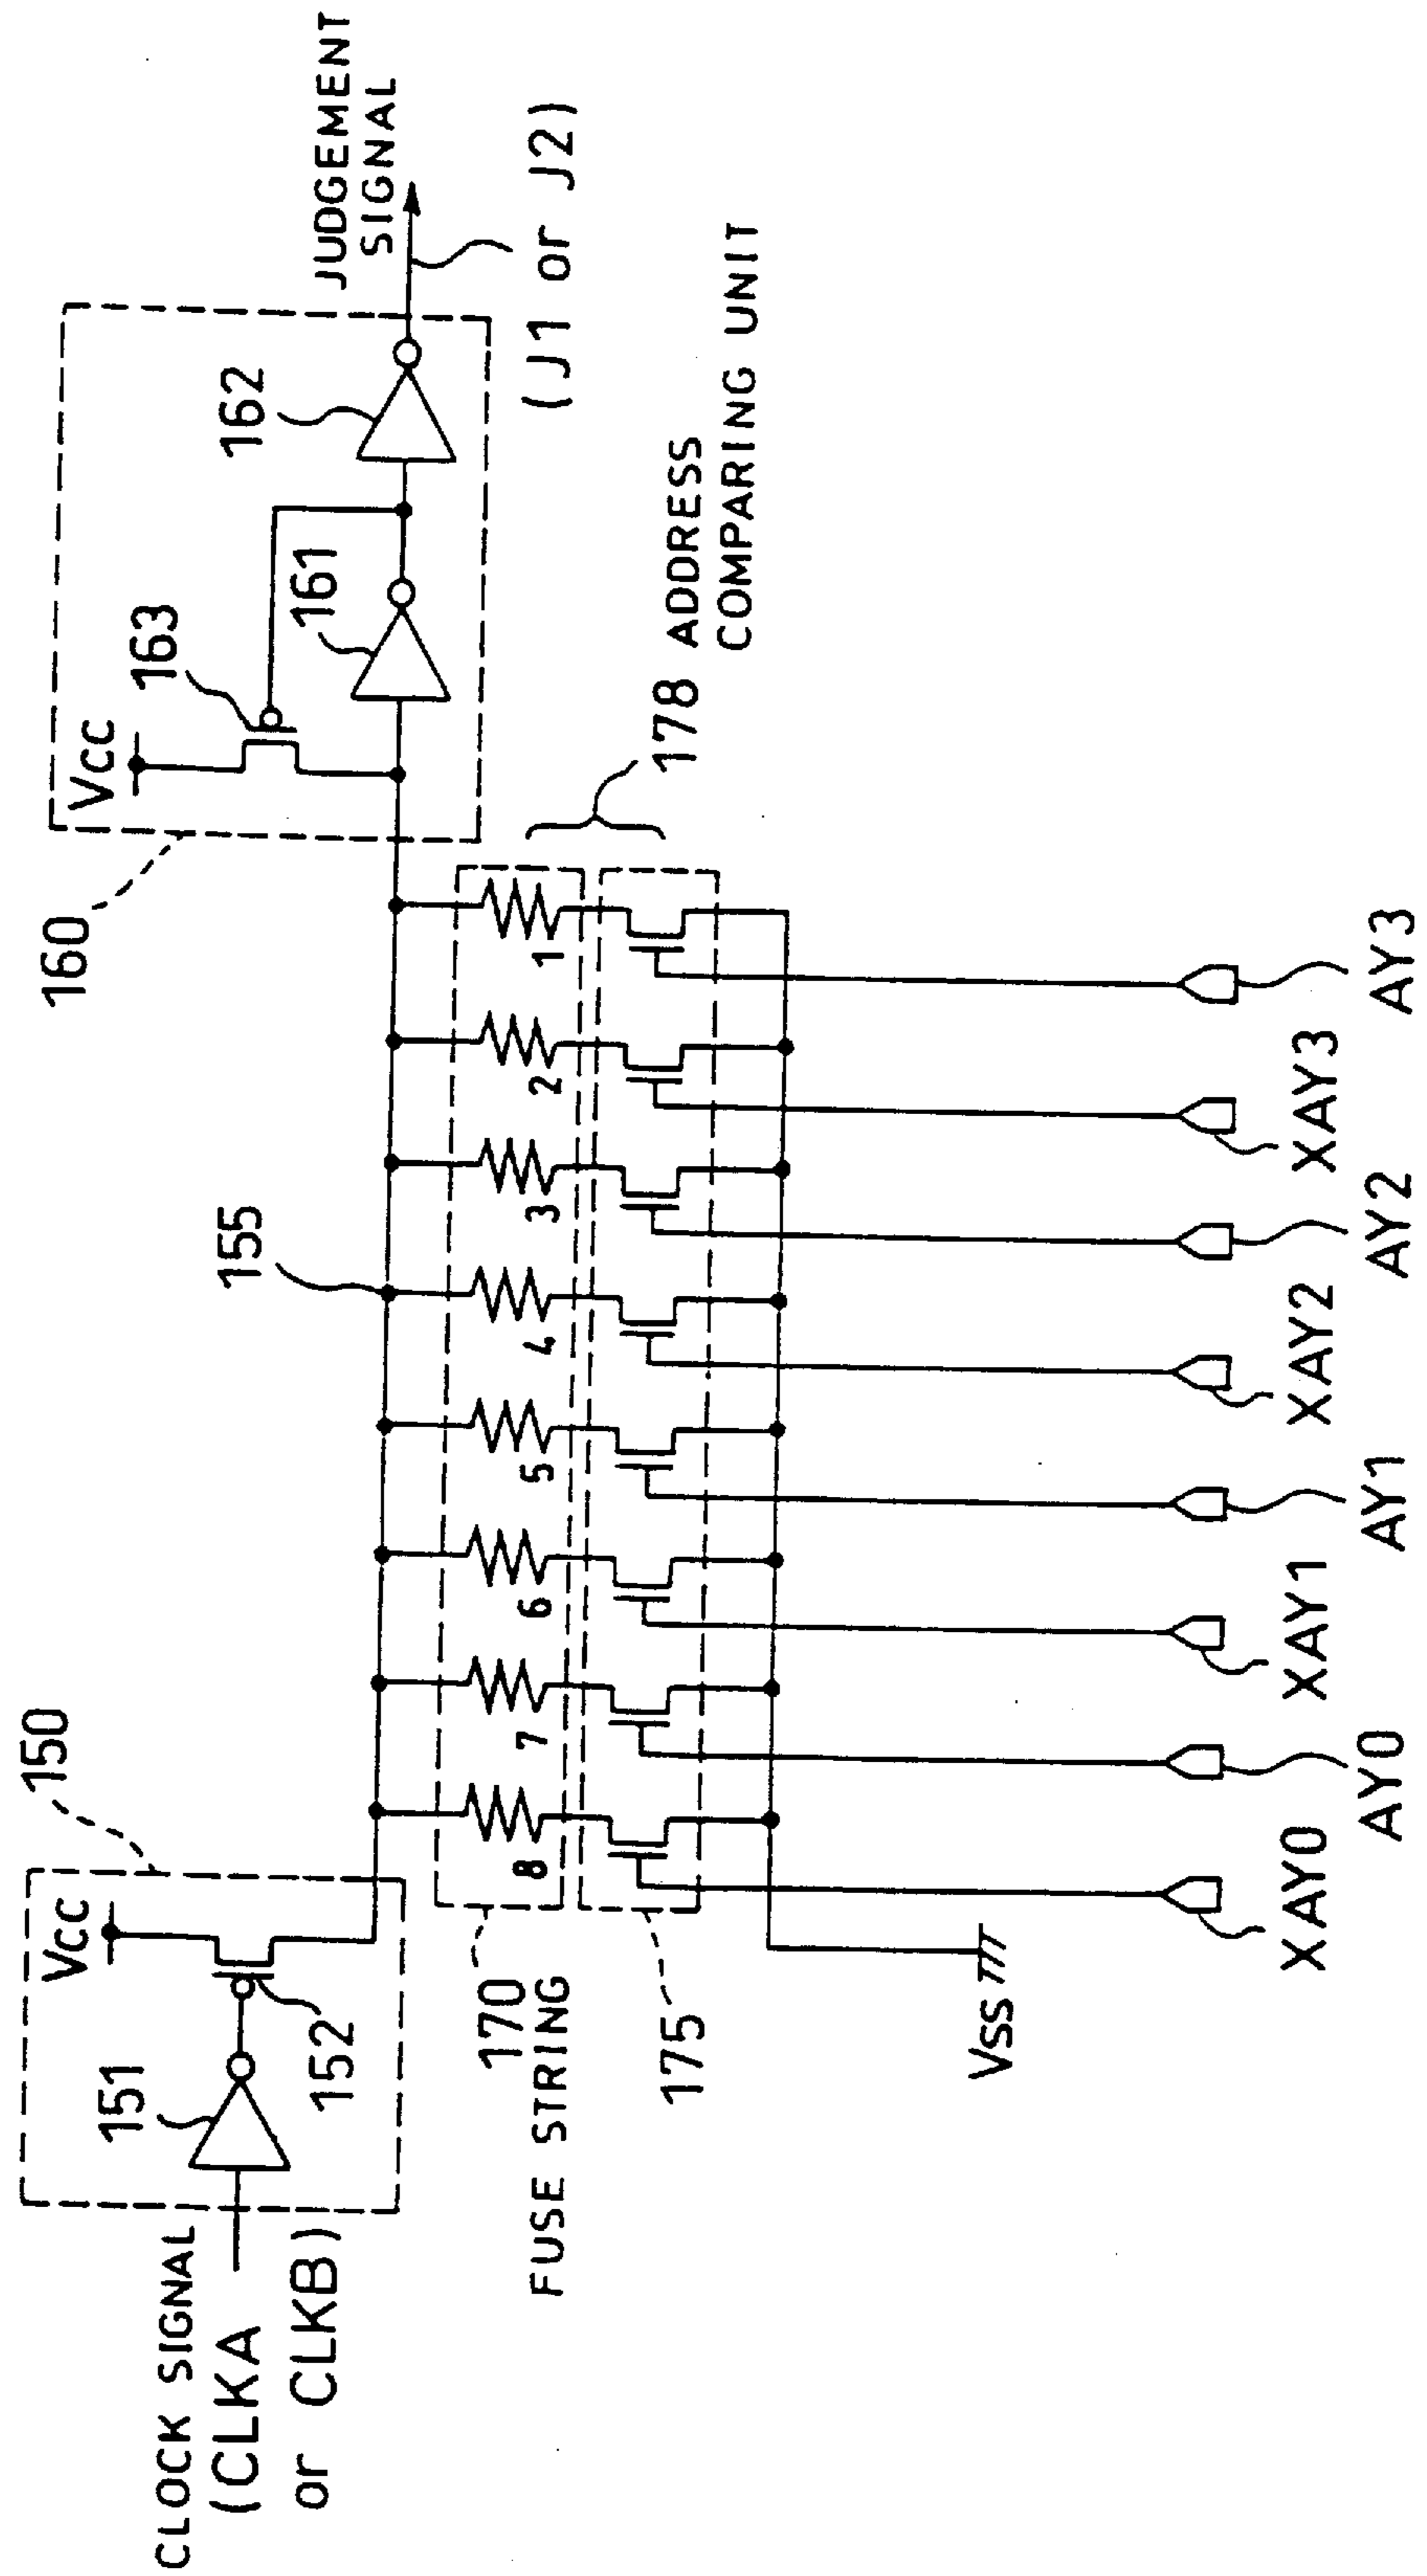 CLOCK SIGNAL
(CLKA
or CLKB)
150
Vcc
151
152
155
160
Vcc
163
161
162
JUDGEMENT
SIGNAL
(J1 or J2)
178 ADDRESS
COMPARING UNIT
170
FUSE STRING
175
8
7
6
5
4
3
2
1
Vss
XAY0
AY0
XAY1
AY1
XAY2
AY2
XAY3
AY3